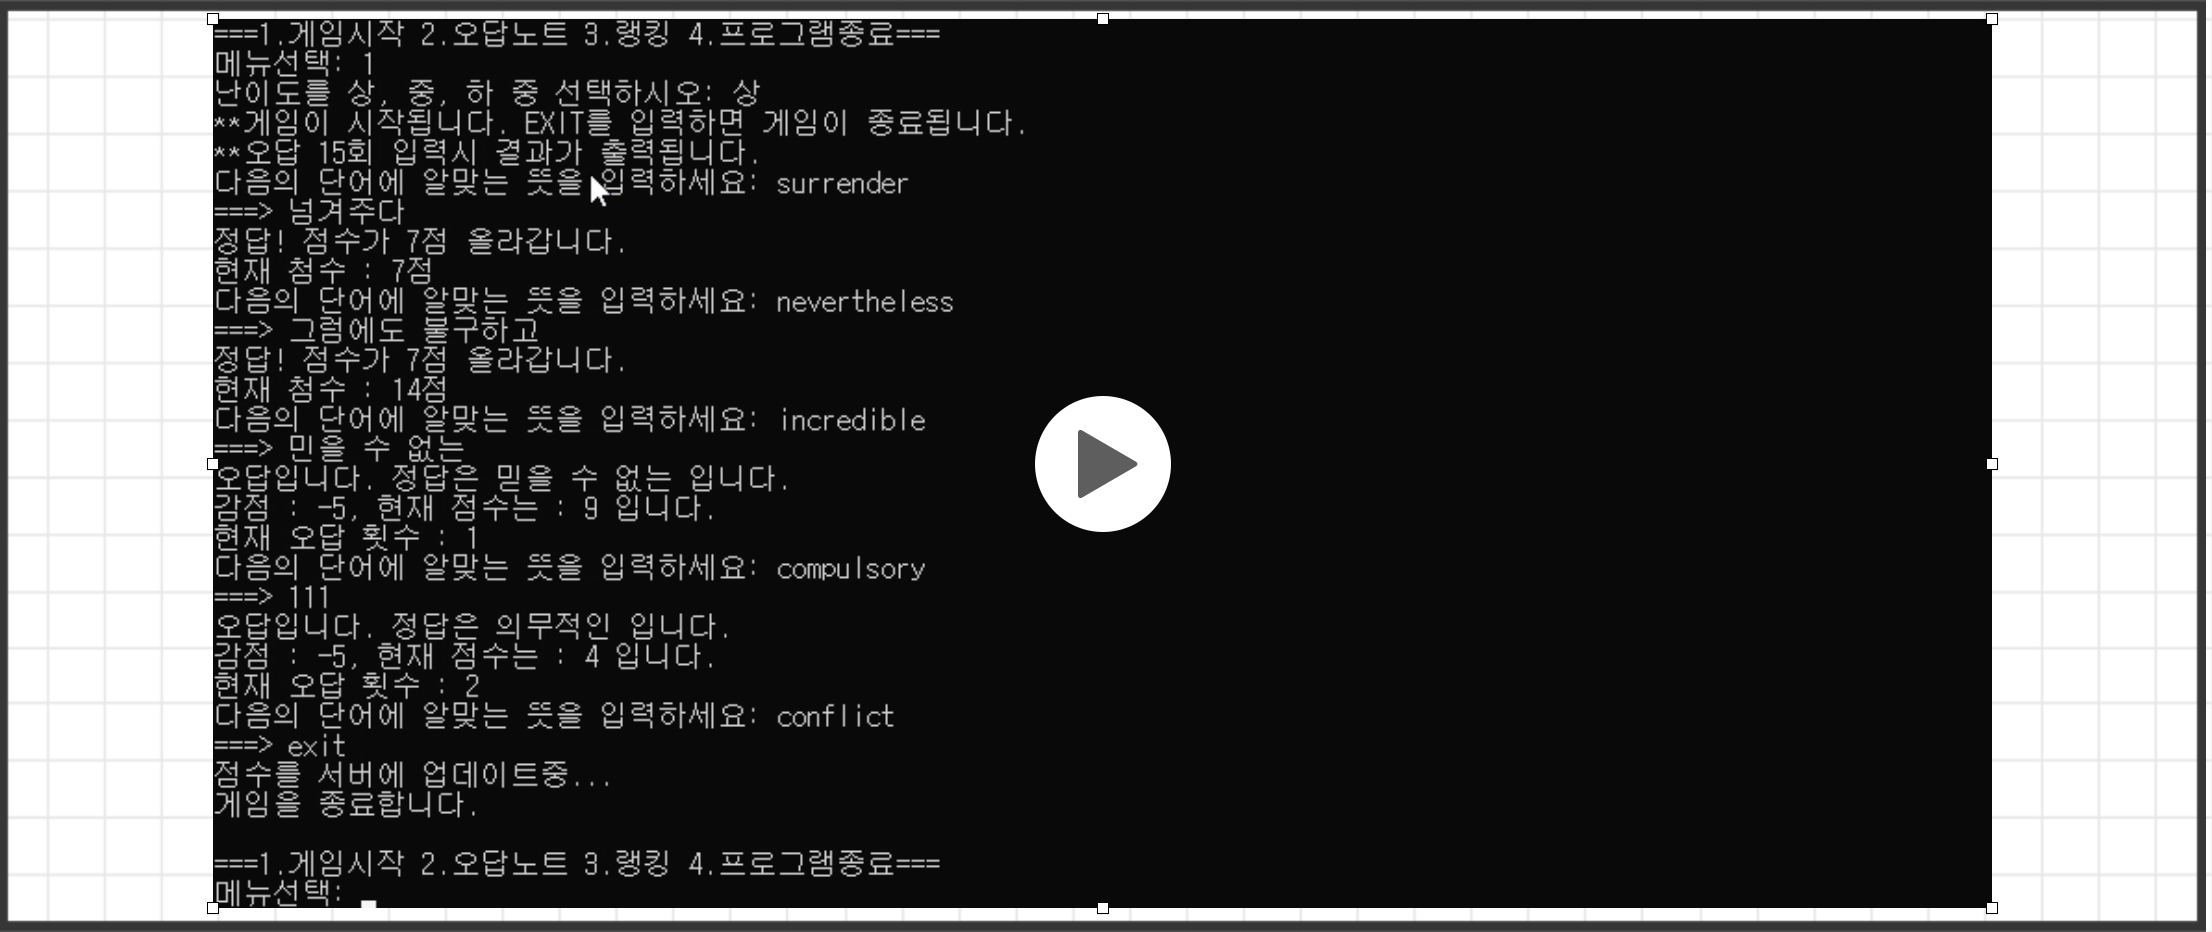 ===1.게임시작 2.오답노트 3.랭킹 4.프로그램종료===
메뉴선택: 1
난이도를 상, 중, 하 중 선택하시오: 상
**게임이 시작됩니다. EXIT를 입력하면 게임이 종료됩니다.
**오답 15회 입력시 결과가 출력됩니다.
다음의 단어에 알맞는 뜻을 입력하세요: surrender
===> 넘겨주다
정답! 점수가 7점 올라갑니다.
현재 첨수 : 7점
다음의 단어에 알맞는 뜻을 입력하세요: nevertheless
===> 그럼에도 불구하고
정답! 점수가 7점 올라갑니다.
현재 첨수 : 14점
다음의 단어에 알맞는 뜻을 입력하세요: incredible
===> 민을 수 없는
오답입니다. 정답은 믿을 수 없는 입니다.
감점 : -5, 현재 점수는 : 9 입니다.
현재 오답 횟수 : 1
다음의 단어에 알맞는 뜻을 입력하세요: compulsory
===> 111
오답입니다. 정답은 의무적인 입니다.
감점 : -5, 현재 점수는 : 4 입니다.
현재 오답 횟수 : 2
다음의 단어에 알맞는 뜻을 입력하세요: conflict
===> exit
점수를 서버에 업데이트중...
게임을 종료합니다.
===1.게임시작 2.오답노트 3.랭킹 4.프로그램종료===
메뉴선택: